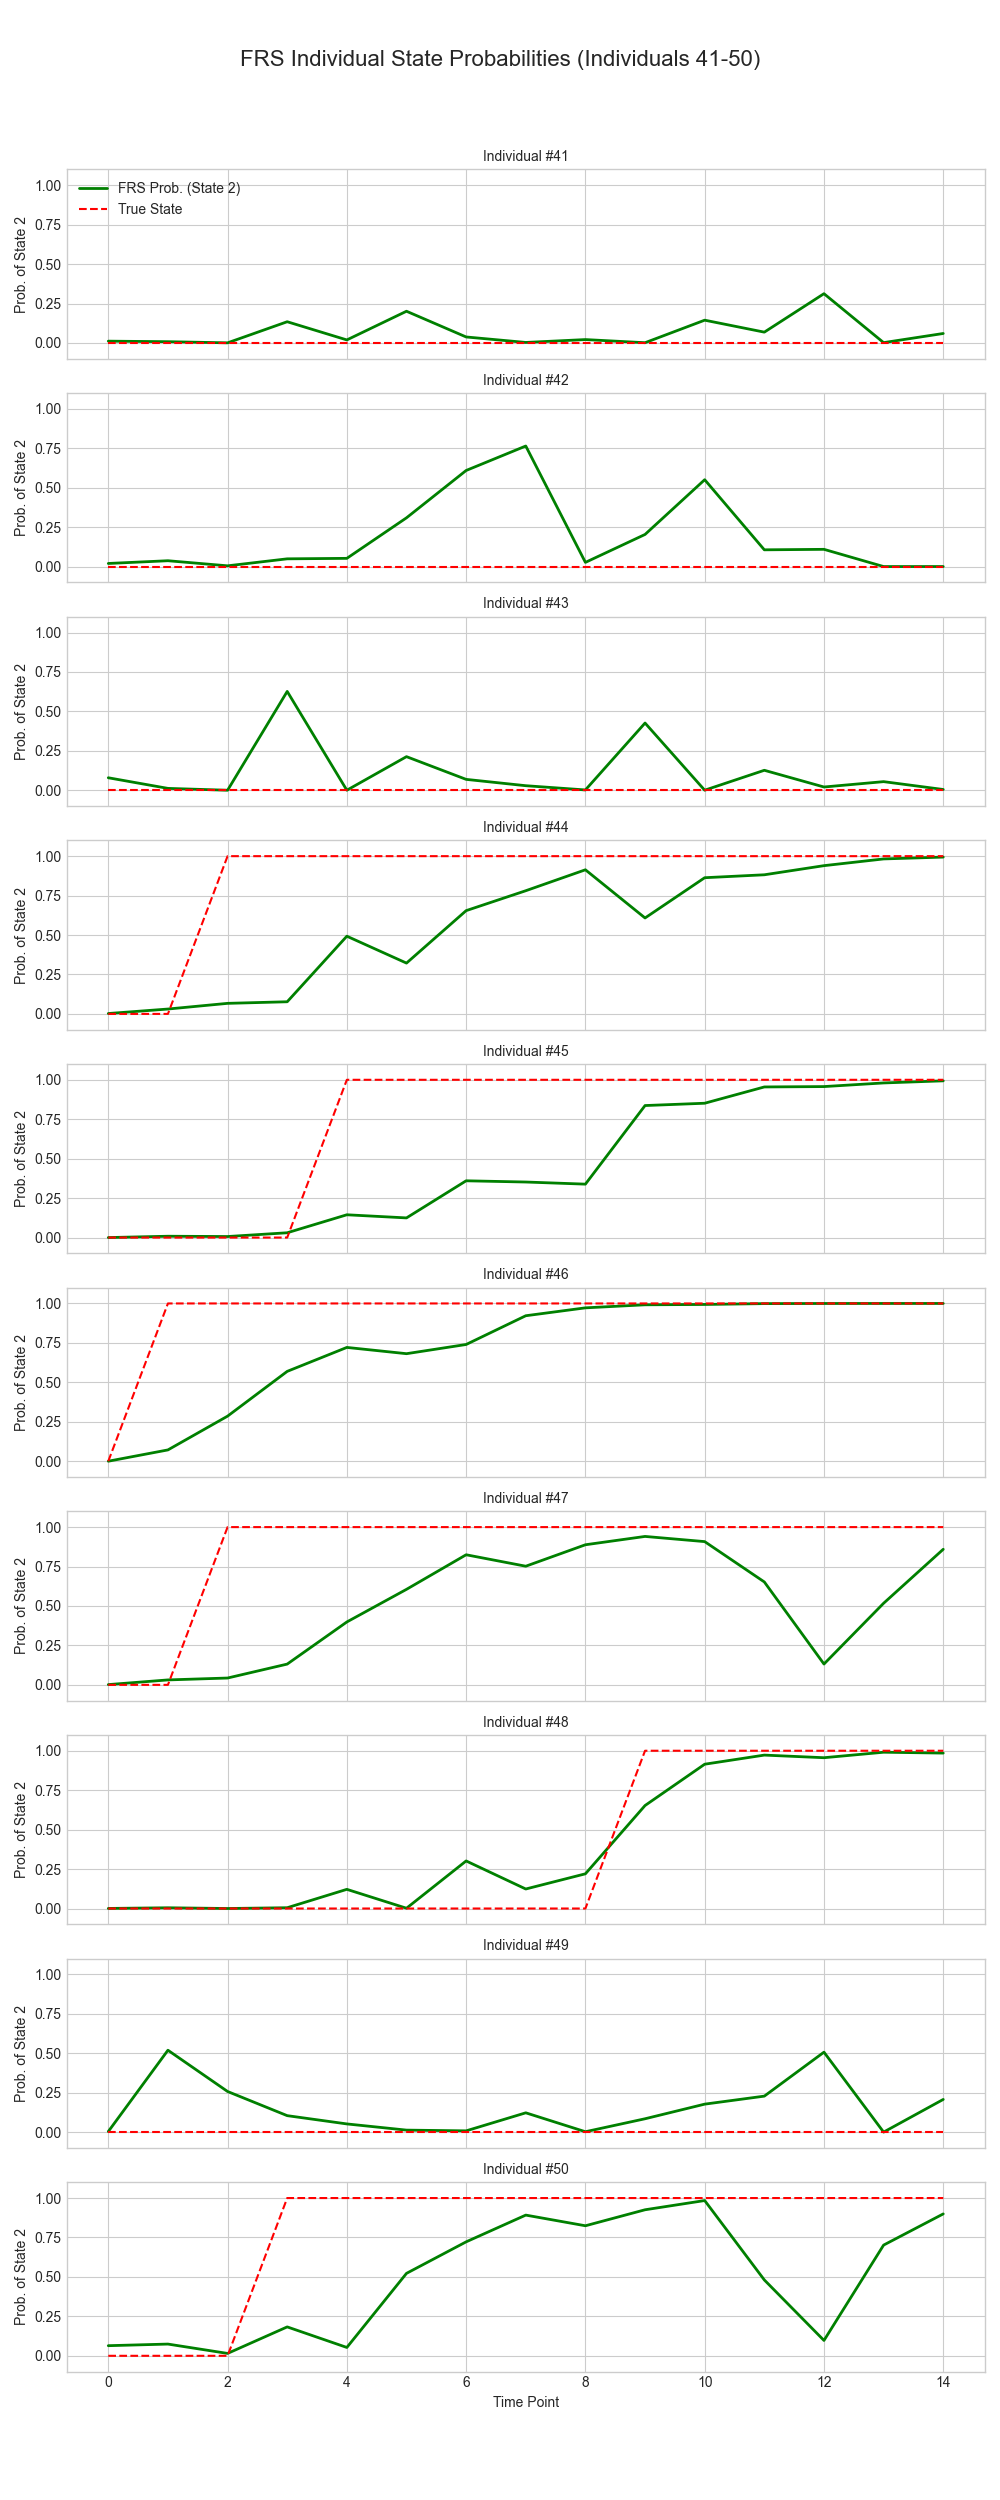 FRS Individual State Probabilities (Individuals 41-50)
Individual #41
FRS Prob. (State 2)
True State
Prob. of State 2
1.00
0.75
0.50
0.25
0.00
Individual #42
Prob. of State 2
1.00
0.75
0.50
0.25
0.00
Individual #43
Prob. of State 2
1.00
0.75
0.50
0.25
0.00
Individual #44
Prob. of State 2
1.00
0.75
0.50
0.25
0.00
Individual #45
Prob. of State 2
1.00
0.75
0.50
0.25
0.00
Individual #46
Prob. of State 2
1.00
0.75
0.50
0.25
0.00
Individual #47
Prob. of State 2
1.00
0.75
0.50
0.25
0.00
Individual #48
Prob. of State 2
1.00
0.75
0.50
0.25
0.00
Individual #49
Prob. of State 2
1.00
0.75
0.50
0.25
0.00
Individual #50
Prob. of State 2
1.00
0.75
0.50
0.25
0.00
0 2 4 6 8 10 12 14
Time Point